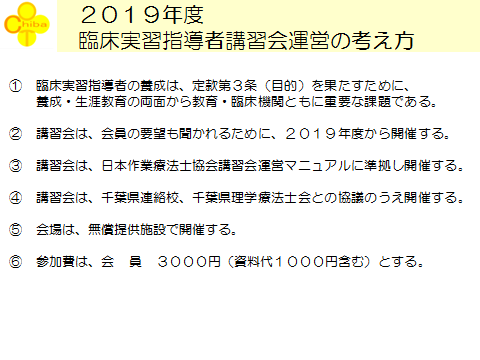 Chiba
OT
２０１９年度
臨床実習指導者講習会運営の考え方
① 臨床実習指導者の養成は、定款第３条（目的）を果たすために、
養成・生涯教育の両面から教育・臨床機関ともに重要な課題である。
② 講習会は、会員の要望も聞かれるために、２０１９年度から開催する。
③ 講習会は、日本作業療法士協会講習会運営マニュアルに準拠し開催する。
④ 講習会は、千葉県連絡校、千葉県理学療法士会との協議のうえ開催する。
⑤ 会場は、無償提供施設で開催する。
⑥ 参加費は、会　員　３０００円（資料代１０００円含む）とする。